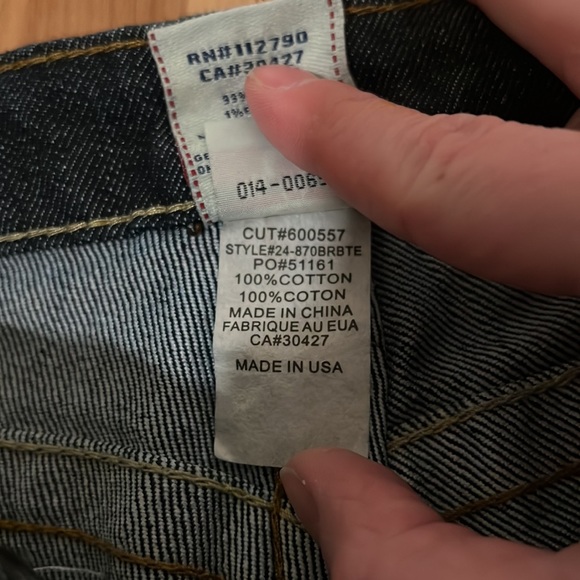 RN#112790
CA#30427
014-006
CUT#600557
STYLE#24-870BRBTE
PO#51161
100%COTTON
100%COTON
MADE IN CHINA
FABRIQUE AU EUA
CA#30427
MADE IN USA